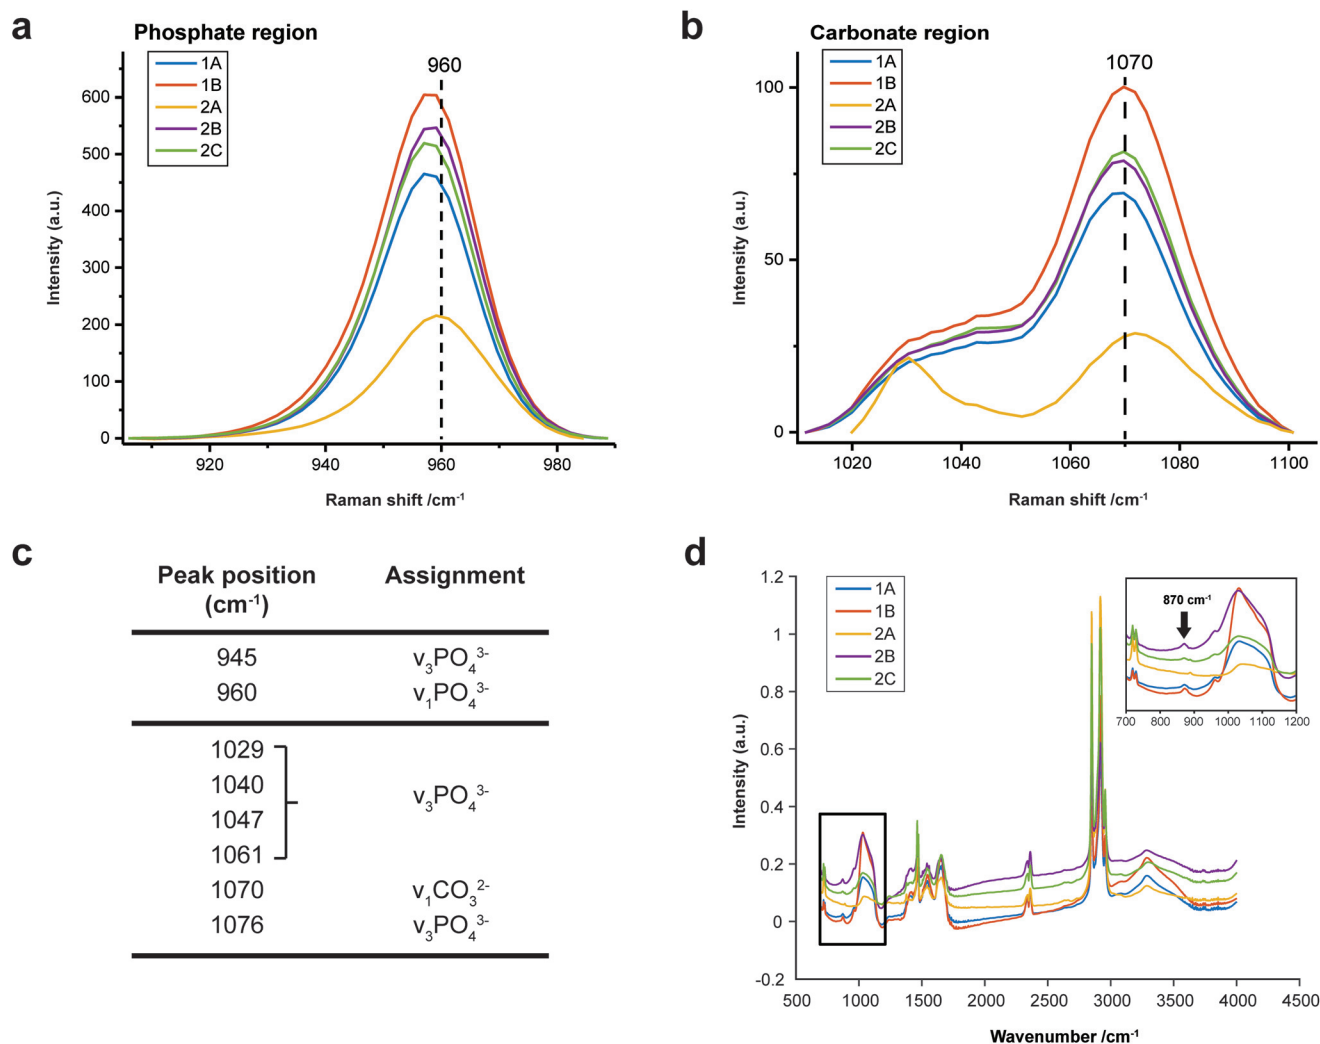 a
Phosphate region
1A
1B
2A
2B
2C
960
600
500
400
300
200
100
0
920 940 960 980
Intensity (a.u.)
Raman shift /cm⁻¹
b
Carbonate region
1A
1B
2A
2B
2C
1070
100
50
0
1020 1040 1060 1080 1100
Intensity (a.u.)
Raman shift /cm⁻¹
c
Peak position Assignment
(cm⁻¹)
945 v₃PO₄³⁻
960 v₁PO₄³⁻
1029
1040
v₃PO₄³⁻
1047
1061
1070 v₁CO₃²⁻
1076 v₃PO₄³⁻
d
1A
1B
2A
2B
2C
870 cm⁻¹
700 800 900 1000 1100 1200
1.2
1
0.8
0.6
0.4
0.2
0
-0.2
500 1000 1500 2000 2500 3000 3500 4000 4500
Intensity (a.u.)
Wavenumber /cm⁻¹